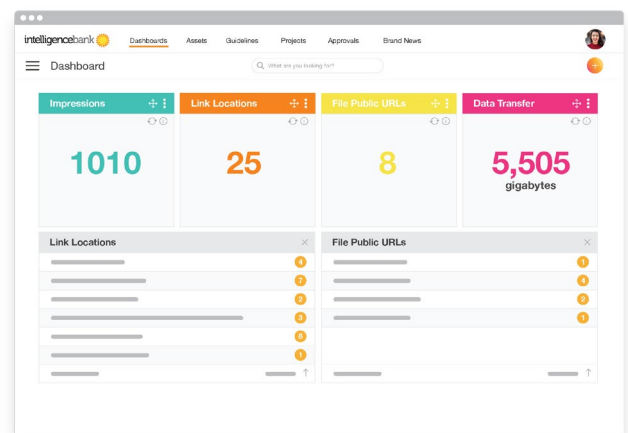 intelligencebank Dashboards Assets Guidelines Projects Approvals Brand News
Dashboard What are you looking for?
Impressions Link Locations File Public URLs Data Transfer
1010 25 8 5,505
gigabytes
Link Locations File Public URLs
4 1
7 4
2 2
3 1
6
1